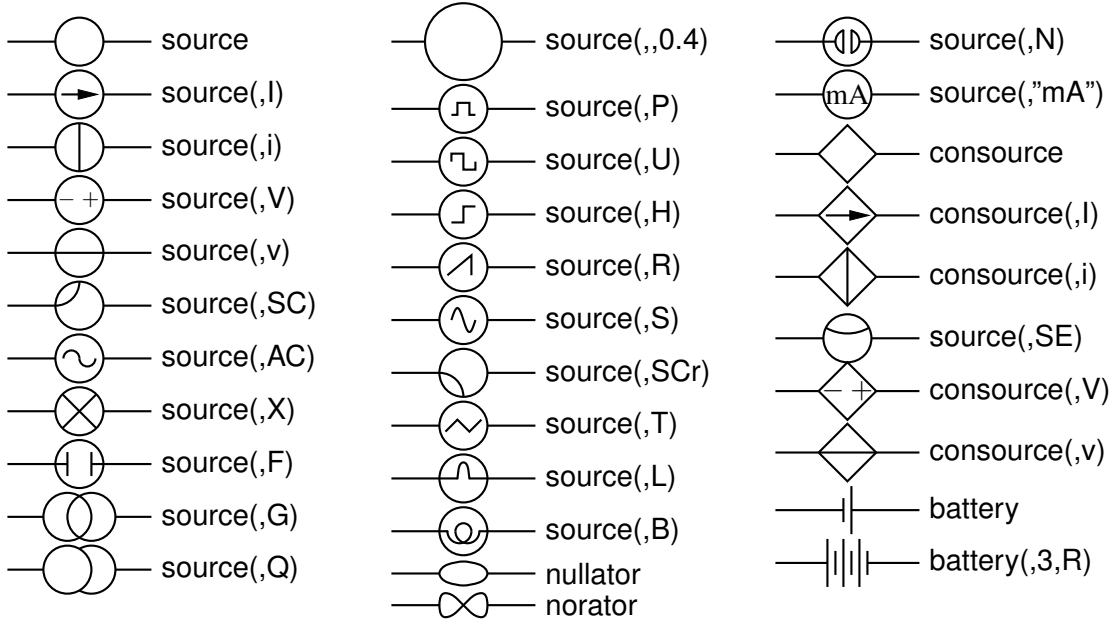 source
source(,I)
source(,i)
− +
source(,V)
source(,v)
source(,SC)
source(,AC)
source(,X)
source(,F)
source(,G)
source(,Q)
source(,,0.4)
source(,P)
source(,U)
source(,H)
source(,R)
source(,S)
source(,SCr)
source(,T)
source(,L)
source(,B)
nullator
norator
source(,N)
mA
source(,”mA”)
consource
consource(,I)
consource(,i)
source(,SE)
− +
consource(,V)
consource(,v)
battery
battery(,3,R)